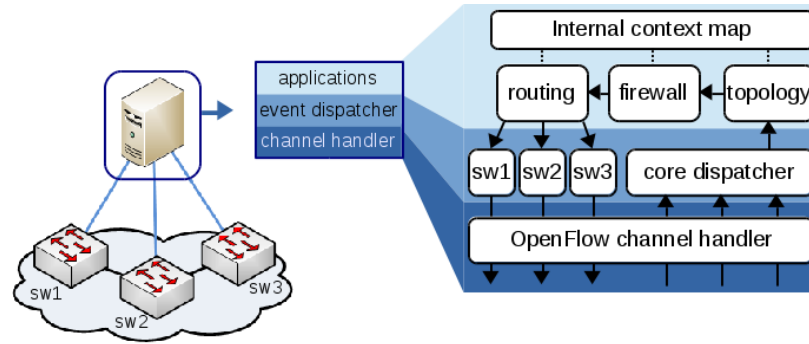 Internal context map
applications
event dispatcher
channel handler
routing
firewall
topology
sw1
sw2
sw3
core dispatcher
OpenFlow channel handler
sw1
sw2
sw3